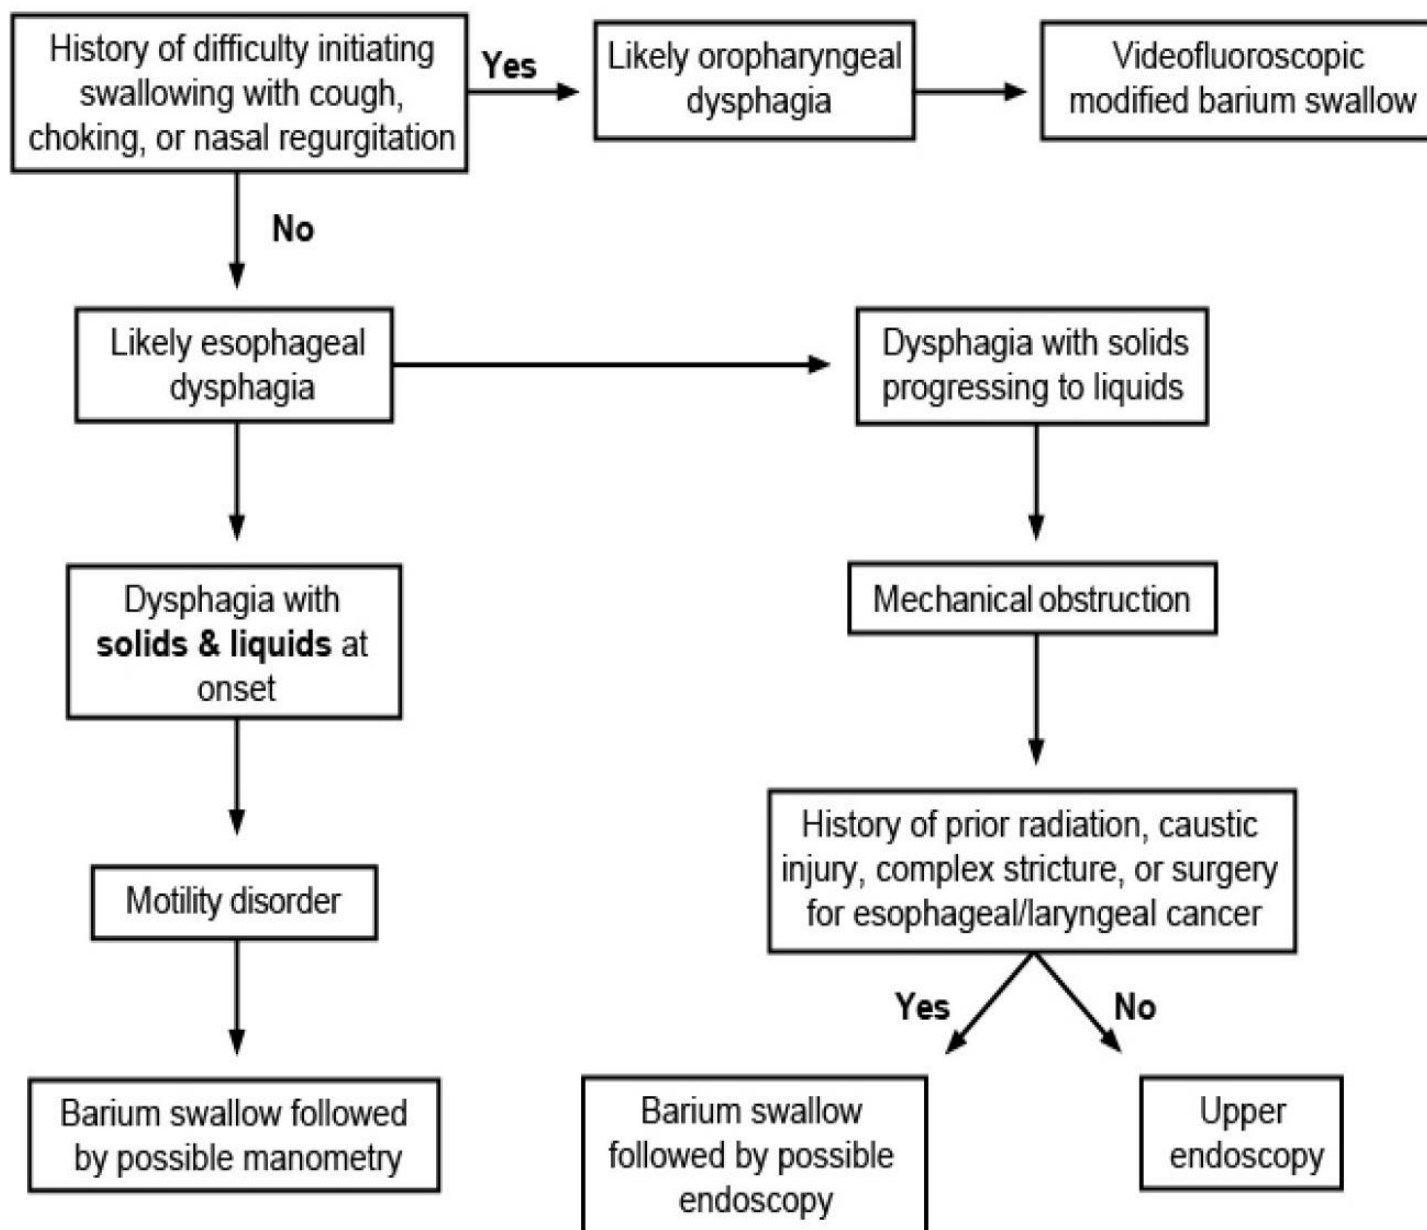 History of difficulty initiating
swallowing with cough,
choking, or nasal regurgitation
Yes
Likely oropharyngeal
dysphagia
Videofluoroscopic
modified barium swallow
No
Likely esophageal
dysphagia
Dysphagia with solids
progressing to liquids
Dysphagia with
solids & liquids at
onset
Mechanical obstruction
Motility disorder
History of prior radiation, caustic
injury, complex stricture, or surgery
for esophageal/laryngeal cancer
Yes
No
Barium swallow followed
by possible manometry
Barium swallow
followed by possible
endoscopy
Upper
endoscopy